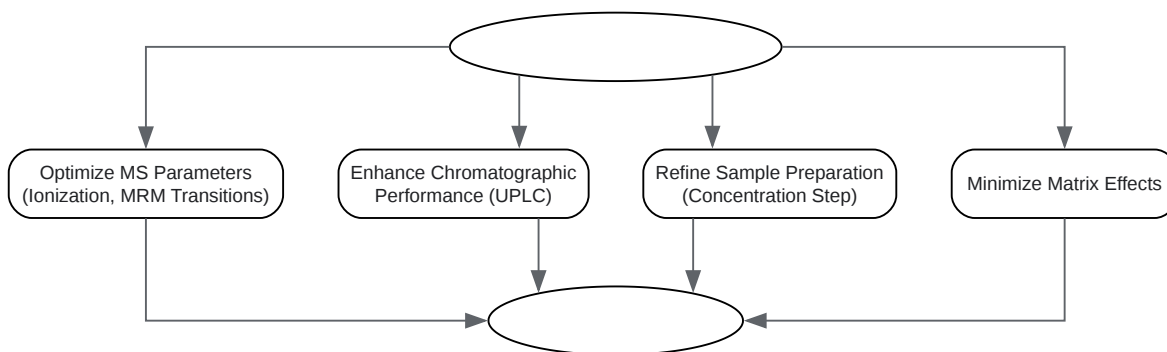 Optimize MS Parameters
(Ionization, MRM Transitions)
Enhance Chromatographic
Performance (UPLC)
Refine Sample Preparation
(Concentration Step)
Minimize Matrix Effects